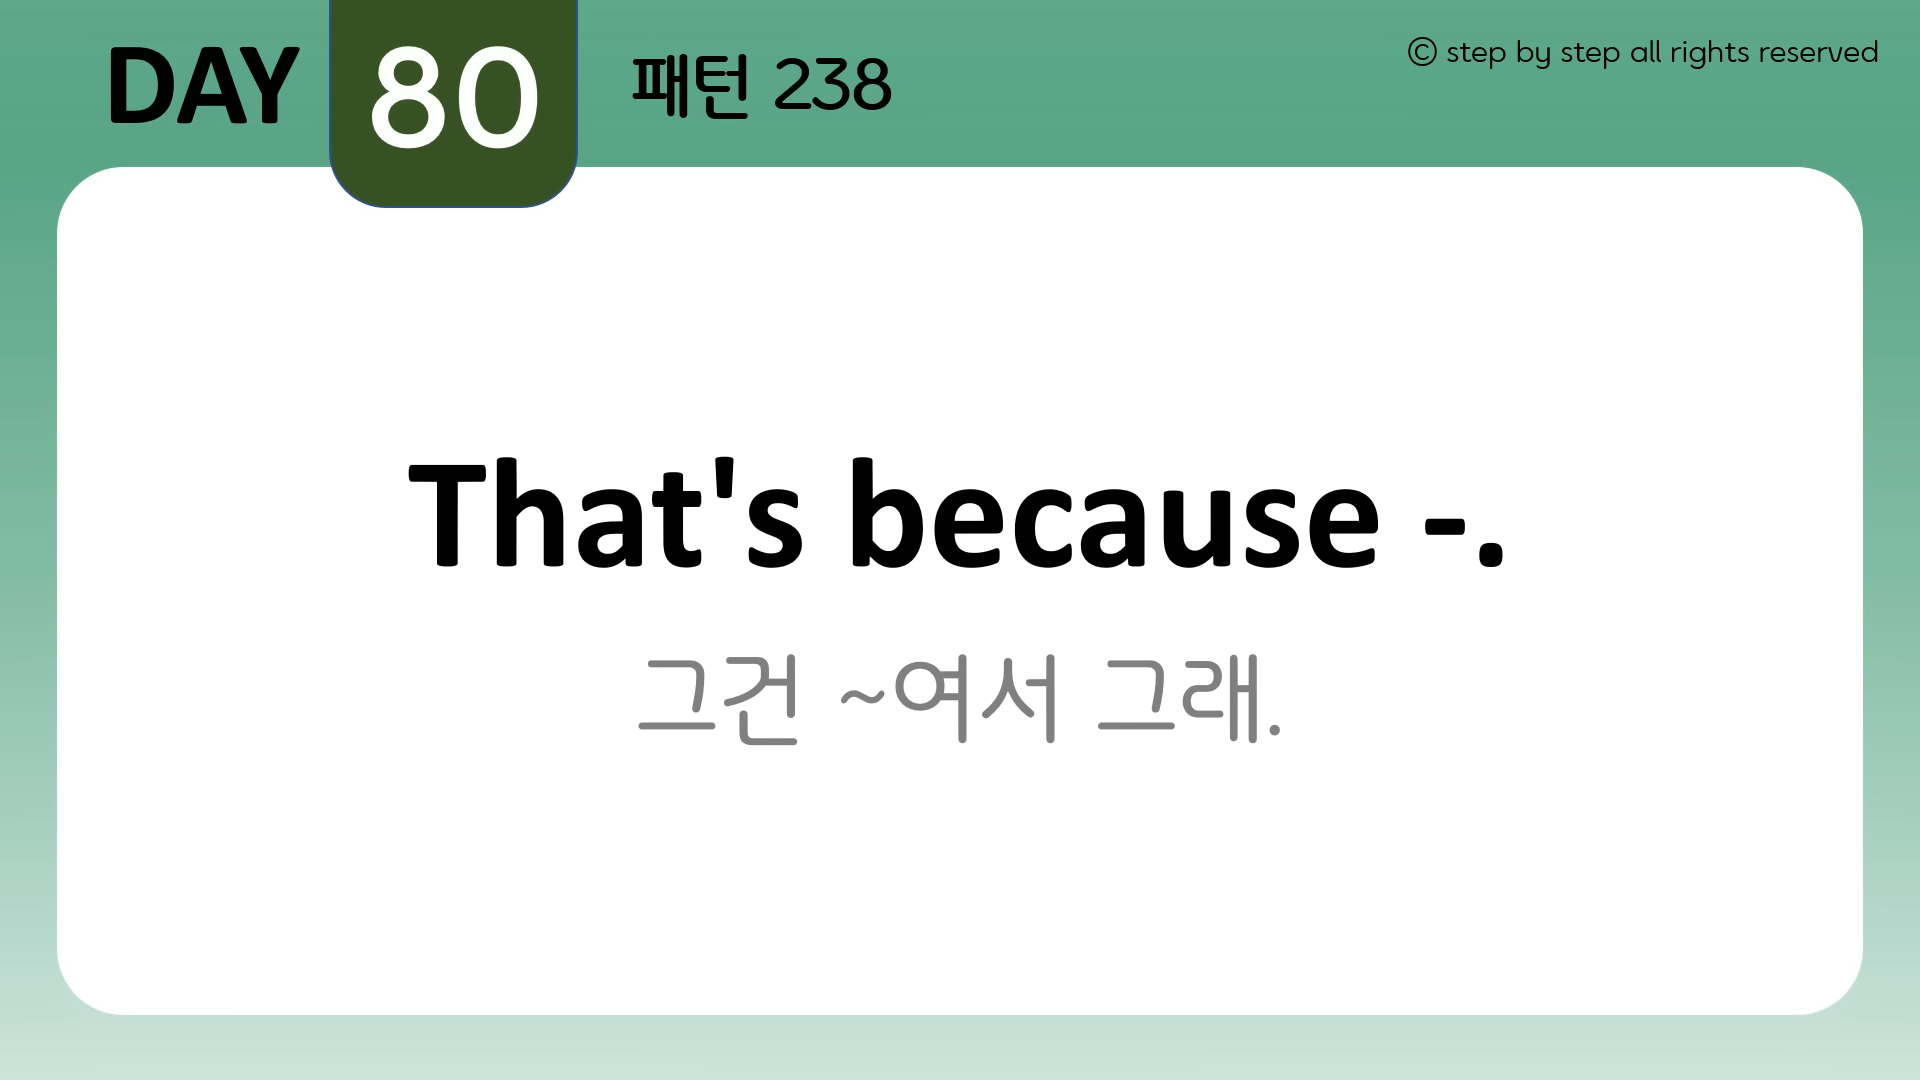 DAY 80 패턴 238
© step by step all rights reserved
That's because -.
그건 ~여서 그래.